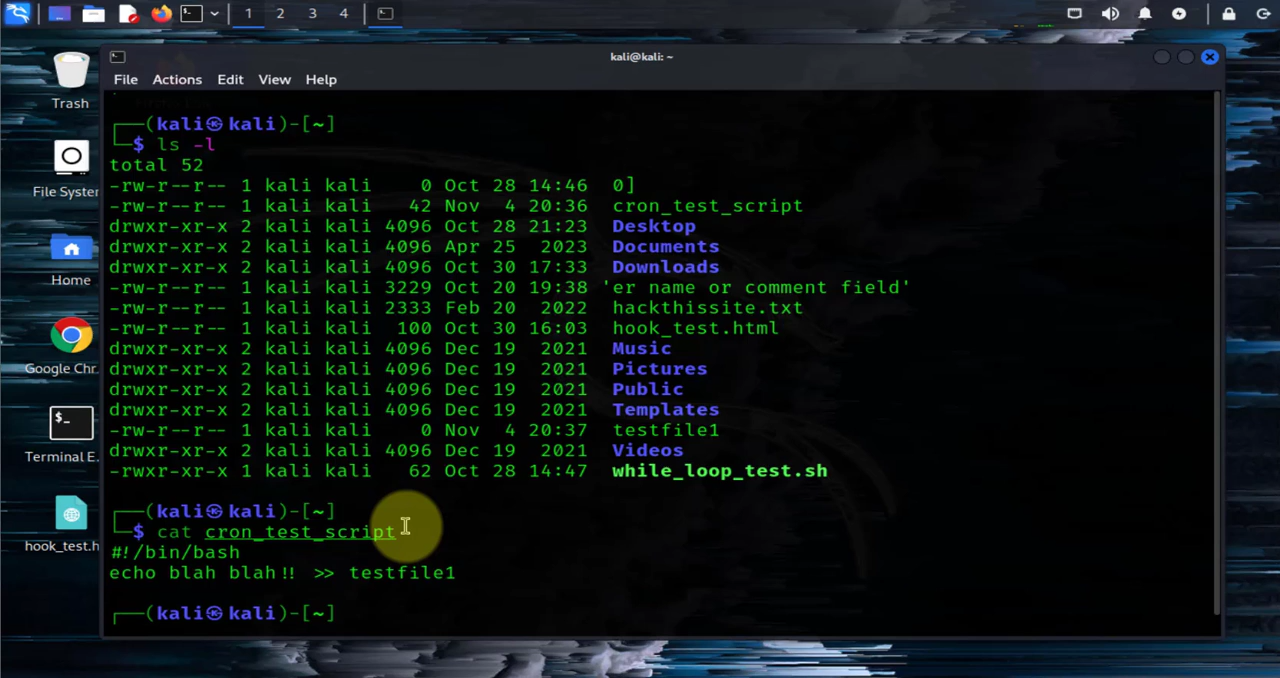 1 2 3 4
kali@kali: ~
File Actions Edit View Help
Trash
File Syster
Home
Google Chr.
Terminal E.
hook_test.h
┌──(kali㉿kali)-[~]
└─$ ls -l
total 52
-rw-r--r-- 1 kali kali    0 Oct 28 14:46  0]
-rw-r--r-- 1 kali kali   42 Nov  4 20:36  cron_test_script
drwxr-xr-x 2 kali kali 4096 Oct 28 21:23  Desktop
drwxr-xr-x 2 kali kali 4096 Apr 25  2023  Documents
drwxr-xr-x 2 kali kali 4096 Oct 30 17:33  Downloads
-rw-r--r-- 1 kali kali 3229 Oct 20 19:38 'er name or comment field'
-rw-r--r-- 1 kali kali 2333 Feb 20  2022  hackthissite.txt
-rw-r--r-- 1 kali kali  100 Oct 30 16:03  hook_test.html
drwxr-xr-x 2 kali kali 4096 Dec 19  2021  Music
drwxr-xr-x 2 kali kali 4096 Dec 19  2021  Pictures
drwxr-xr-x 2 kali kali 4096 Dec 19  2021  Public
drwxr-xr-x 2 kali kali 4096 Dec 19  2021  Templates
-rw-r--r-- 1 kali kali    0 Nov  4 20:37  testfile1
drwxr-xr-x 2 kali kali 4096 Dec 19  2021  Videos
-rwxr-xr-x 1 kali kali   62 Oct 28 14:47  while_loop_test.sh
┌──(kali㉿kali)-[~]
└─$ cat cron_test_script
#!/bin/bash
echo blah blah!! >> testfile1
┌──(kali㉿kali)-[~]